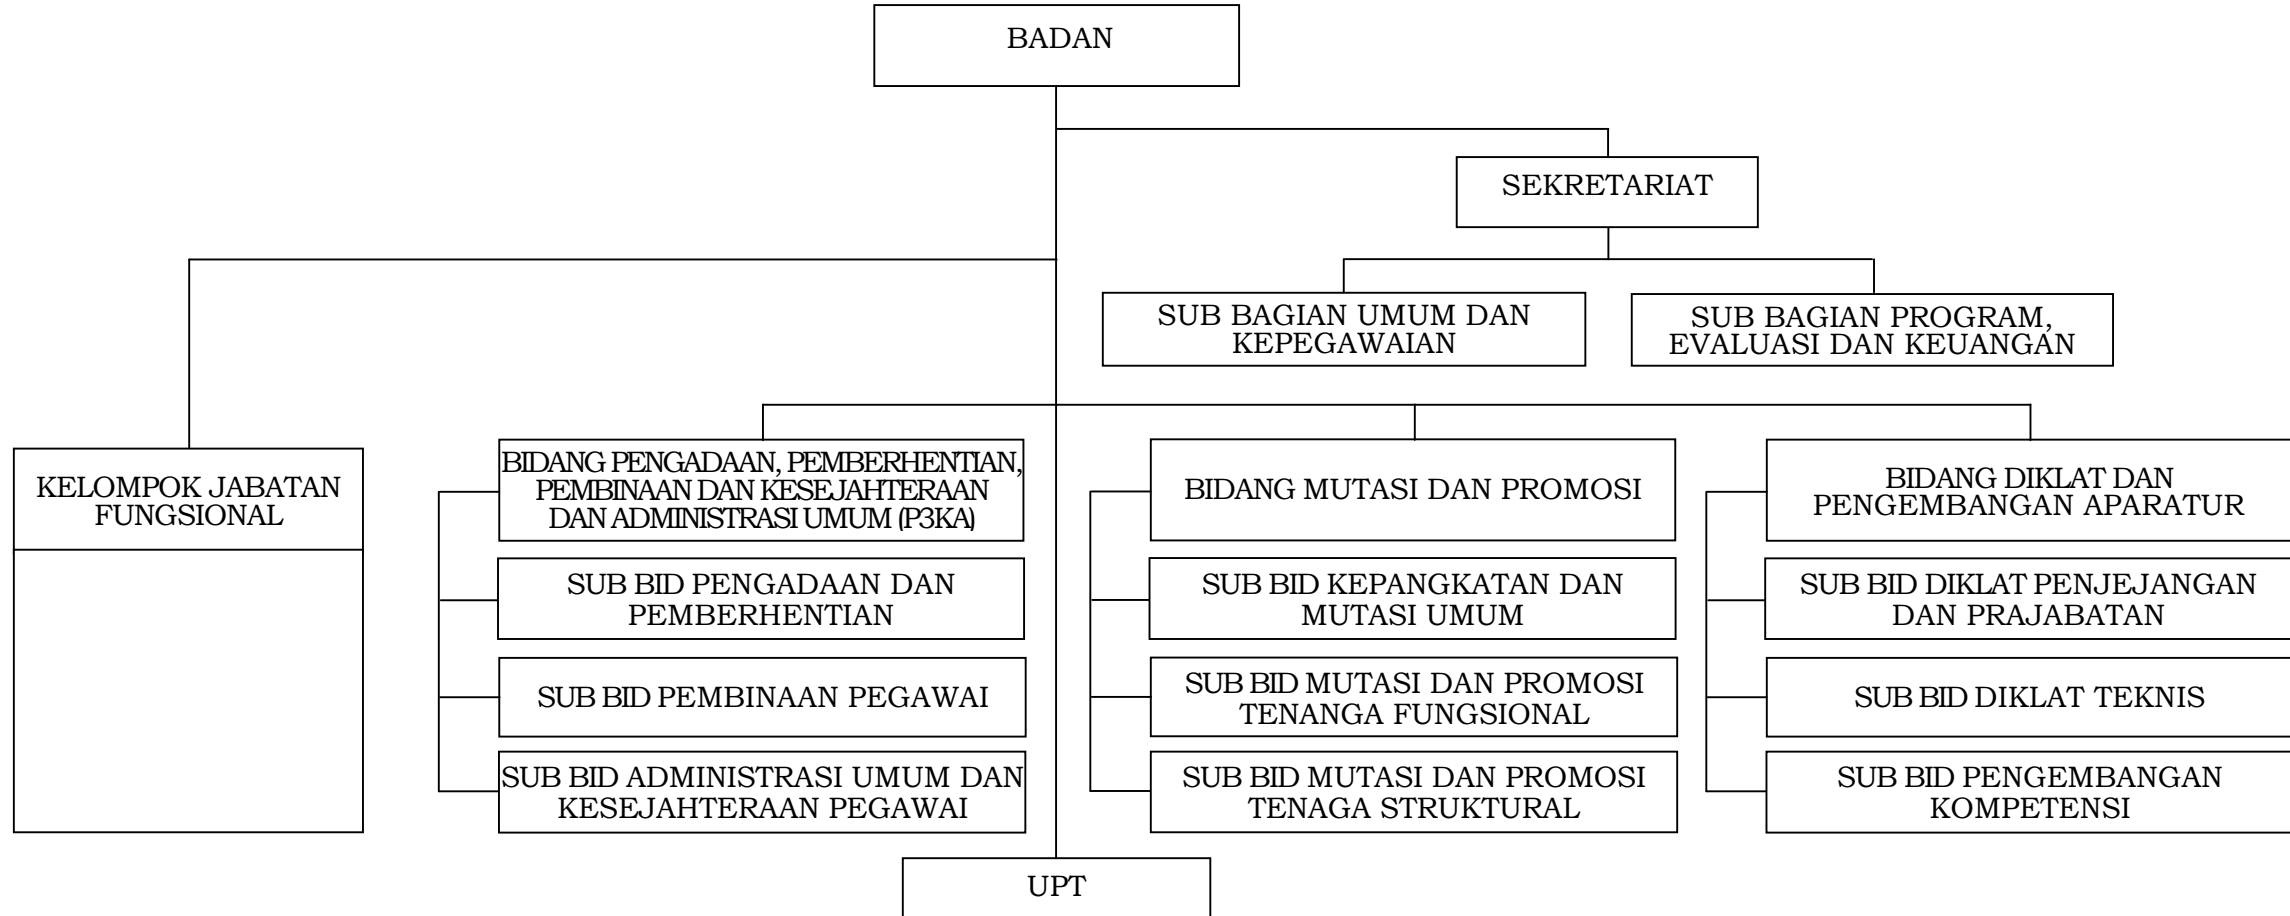 BADAN
SEKRETARIAT
SUB BAGIAN UMUM DAN
KEPEGAWAIAN
SUB BAGIAN PROGRAM,
EVALUASI DAN KEUANGAN
KELOMPOK JABATAN
FUNGSIONAL
BIDANG PENGADAAN, PEMBERHENTIAN,
PEMBINAAN DAN KESEJAHTERAAN
DAN ADMINISTRASI UMUM (P3KA)
SUB BID PENGADAAN DAN
PEMBERHENTIAN
SUB BID PEMBINAAN PEGAWAI
SUB BID ADMINISTRASI UMUM DAN
KESEJAHTERAAN PEGAWAI
BIDANG MUTASI DAN PROMOSI
SUB BID KEPANGKATAN DAN
MUTASI UMUM
SUB BID MUTASI DAN PROMOSI
TENANGA FUNGSIONAL
SUB BID MUTASI DAN PROMOSI
TENAGA STRUKTURAL
BIDANG DIKLAT DAN
PENGEMBANGAN APARATUR
SUB BID DIKLAT PENJEJANGAN
DAN PRAJABATAN
SUB BID DIKLAT TEKNIS
SUB BID PENGEMBANGAN
KOMPETENSI
UPT